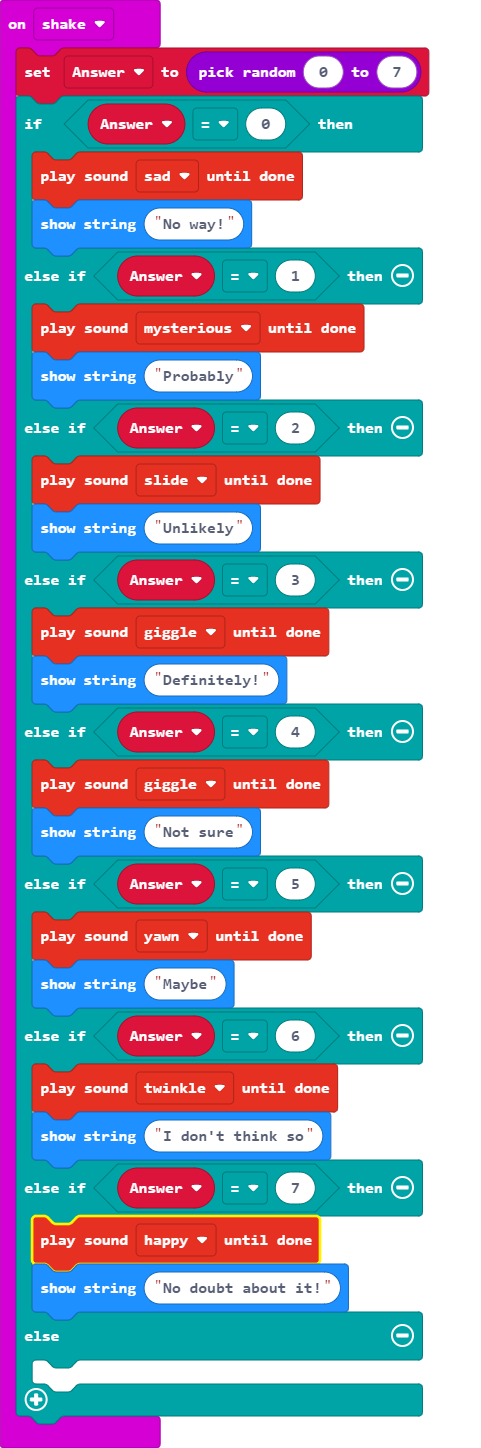 on shake
set Answer to pick random 0 to 7
if Answer = 0 then
play sound sad until done
show string "No way!"
else if Answer = 1 then
play sound mysterious until done
show string "Probably"
else if Answer = 2 then
play sound slide until done
show string "Unlikely"
else if Answer = 3 then
play sound giggle until done
show string "Definitely!"
else if Answer = 4 then
play sound giggle until done
show string "Not sure"
else if Answer = 5 then
play sound yawn until done
show string "Maybe"
else if Answer = 6 then
play sound twinkle until done
show string "I don't think so"
else if Answer = 7 then
play sound happy until done
show string "No doubt about it!"
else